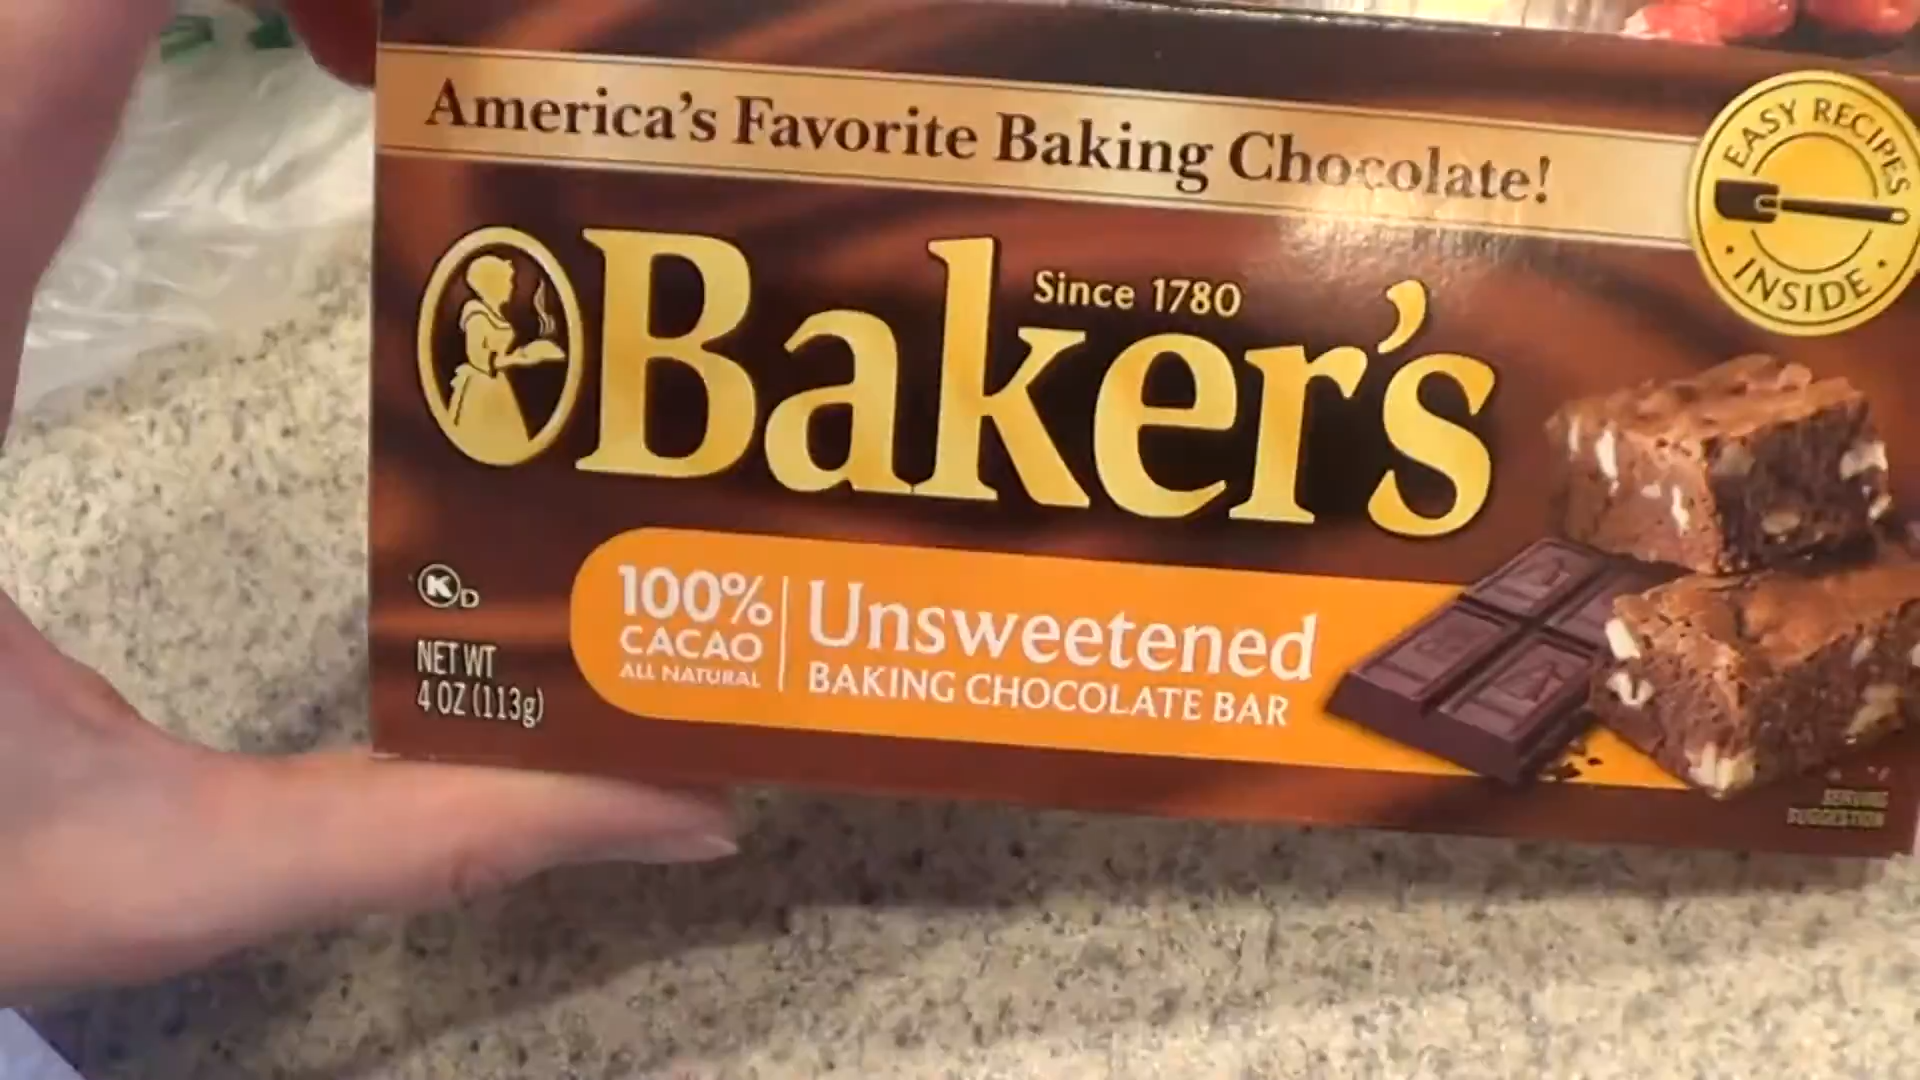 America's Favorite Baking Chocolate!
EASY RECIPES
INSIDE
Since 1780
Baker's
K D
NET WT
4 OZ (113g)
100%
CACAO
ALL NATURAL
Unsweetened
BAKING CHOCOLATE BAR
SERVING
SUGGESTION